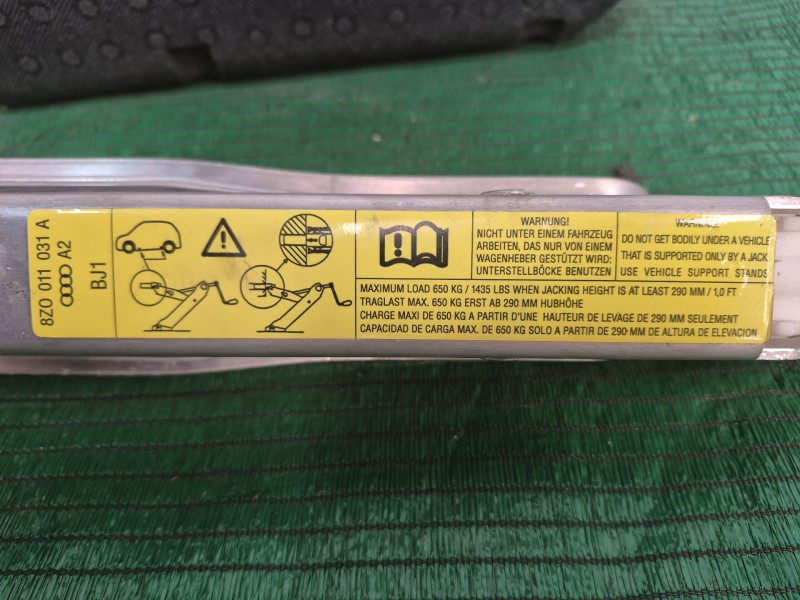 8Z0 011 031 A
A2
BJ1
WARNUNG!
NICHT UNTER EINEM FAHRZEUG
ARBEITEN, DAS NUR VON EINEM
WAGENHEBER GESTÜTZT WIRD:
UNTERSTELLBÖCKE BENUTZEN
WARNING!
DO NOT GET BODILY UNDER A VEHICLE
THAT IS SUPPORTED ONLY BY A JACK
USE VEHICLE SUPPORT STANDS
MAXIMUM LOAD 650 KG / 1435 LBS WHEN JACKING HEIGHT IS AT LEAST 290 MM / 1,0 FT
TRAGLAST MAX. 650 KG ERST AB 290 MM HUBHÖHE
CHARGE MAXI DE 650 KG A PARTIR D'UNE HAUTEUR DE LEVAGE DE 290 MM SEULEMENT
CAPACIDAD DE CARGA MAX. DE 650 KG SOLO A PARTIR DE 290 MM DE ALTURA DE ELEVACION